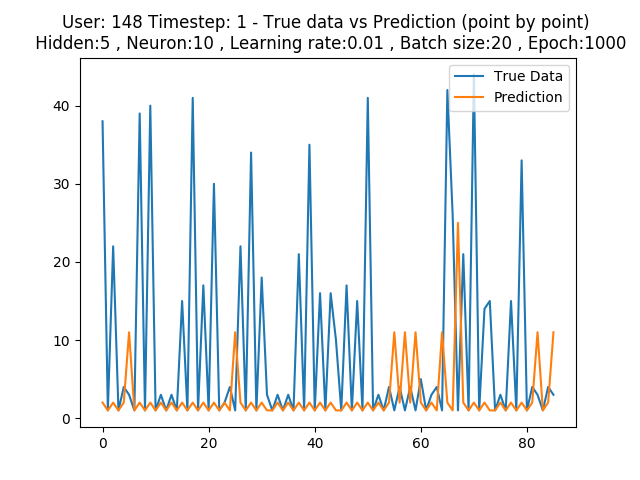 User: 148 Timestep: 1 - True data vs Prediction (point by point)
Hidden:5 , Neuron:10 , Learning rate:0.01 , Batch size:20 , Epoch:1000
True Data
Prediction
40
30
20
10
0
0 20 40 60 80